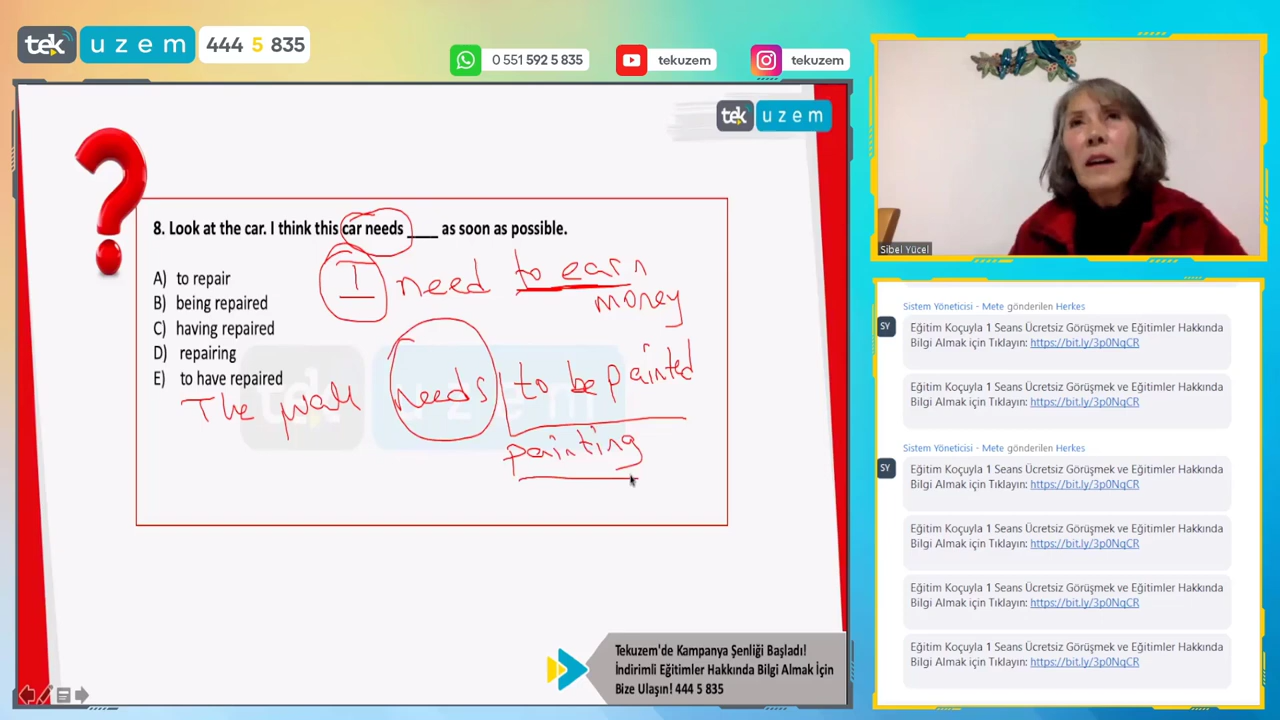 tek uzem 444 5 835
0 551 592 5 835
tekuzem
tekuzem
tek uzem
8. Look at the car. I think this car needs ____ as soon as possible.
A) to repair
B) being repaired
C) having repaired
D) repairing
E) to have repaired
I need to earn
money
The wall needs to be painted
painting
tek uzem
Tekuzem'de Kampanya Şenliği Başladı!
İndirimli Eğitimler Hakkında Bilgi Almak İçin
Bize Ulaşın! 444 5 835
Sibel Yücel
Sistem Yöneticisi - Mete gönderilen Herkes
SY
Eğitim Koçuyla 1 Seans Ücretsiz Görüşmek ve Eğitimler Hakkında
Bilgi Almak için Tıklayın: https://bit.ly/3p0NqCR
Eğitim Koçuyla 1 Seans Ücretsiz Görüşmek ve Eğitimler Hakkında
Bilgi Almak için Tıklayın: https://bit.ly/3p0NqCR
Sistem Yöneticisi - Mete gönderilen Herkes
SY
Eğitim Koçuyla 1 Seans Ücretsiz Görüşmek ve Eğitimler Hakkında
Bilgi Almak için Tıklayın: https://bit.ly/3p0NqCR
Eğitim Koçuyla 1 Seans Ücretsiz Görüşmek ve Eğitimler Hakkında
Bilgi Almak için Tıklayın: https://bit.ly/3p0NqCR
Eğitim Koçuyla 1 Seans Ücretsiz Görüşmek ve Eğitimler Hakkında
Bilgi Almak için Tıklayın: https://bit.ly/3p0NqCR
Eğitim Koçuyla 1 Seans Ücretsiz Görüşmek ve Eğitimler Hakkında
Bilgi Almak için Tıklayın: https://bit.ly/3p0NqCR